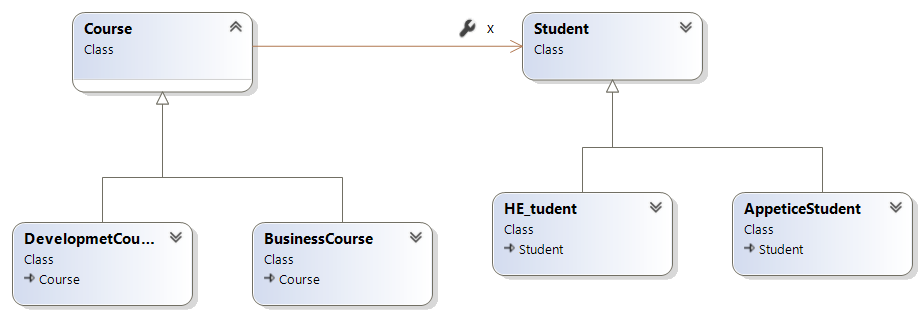 Course
Class
x
Student
Class
DevelopmetCou...
Class
Course
BusinessCourse
Class
Course
HE_tudent
Class
Student
AppeticeStudent
Class
Student